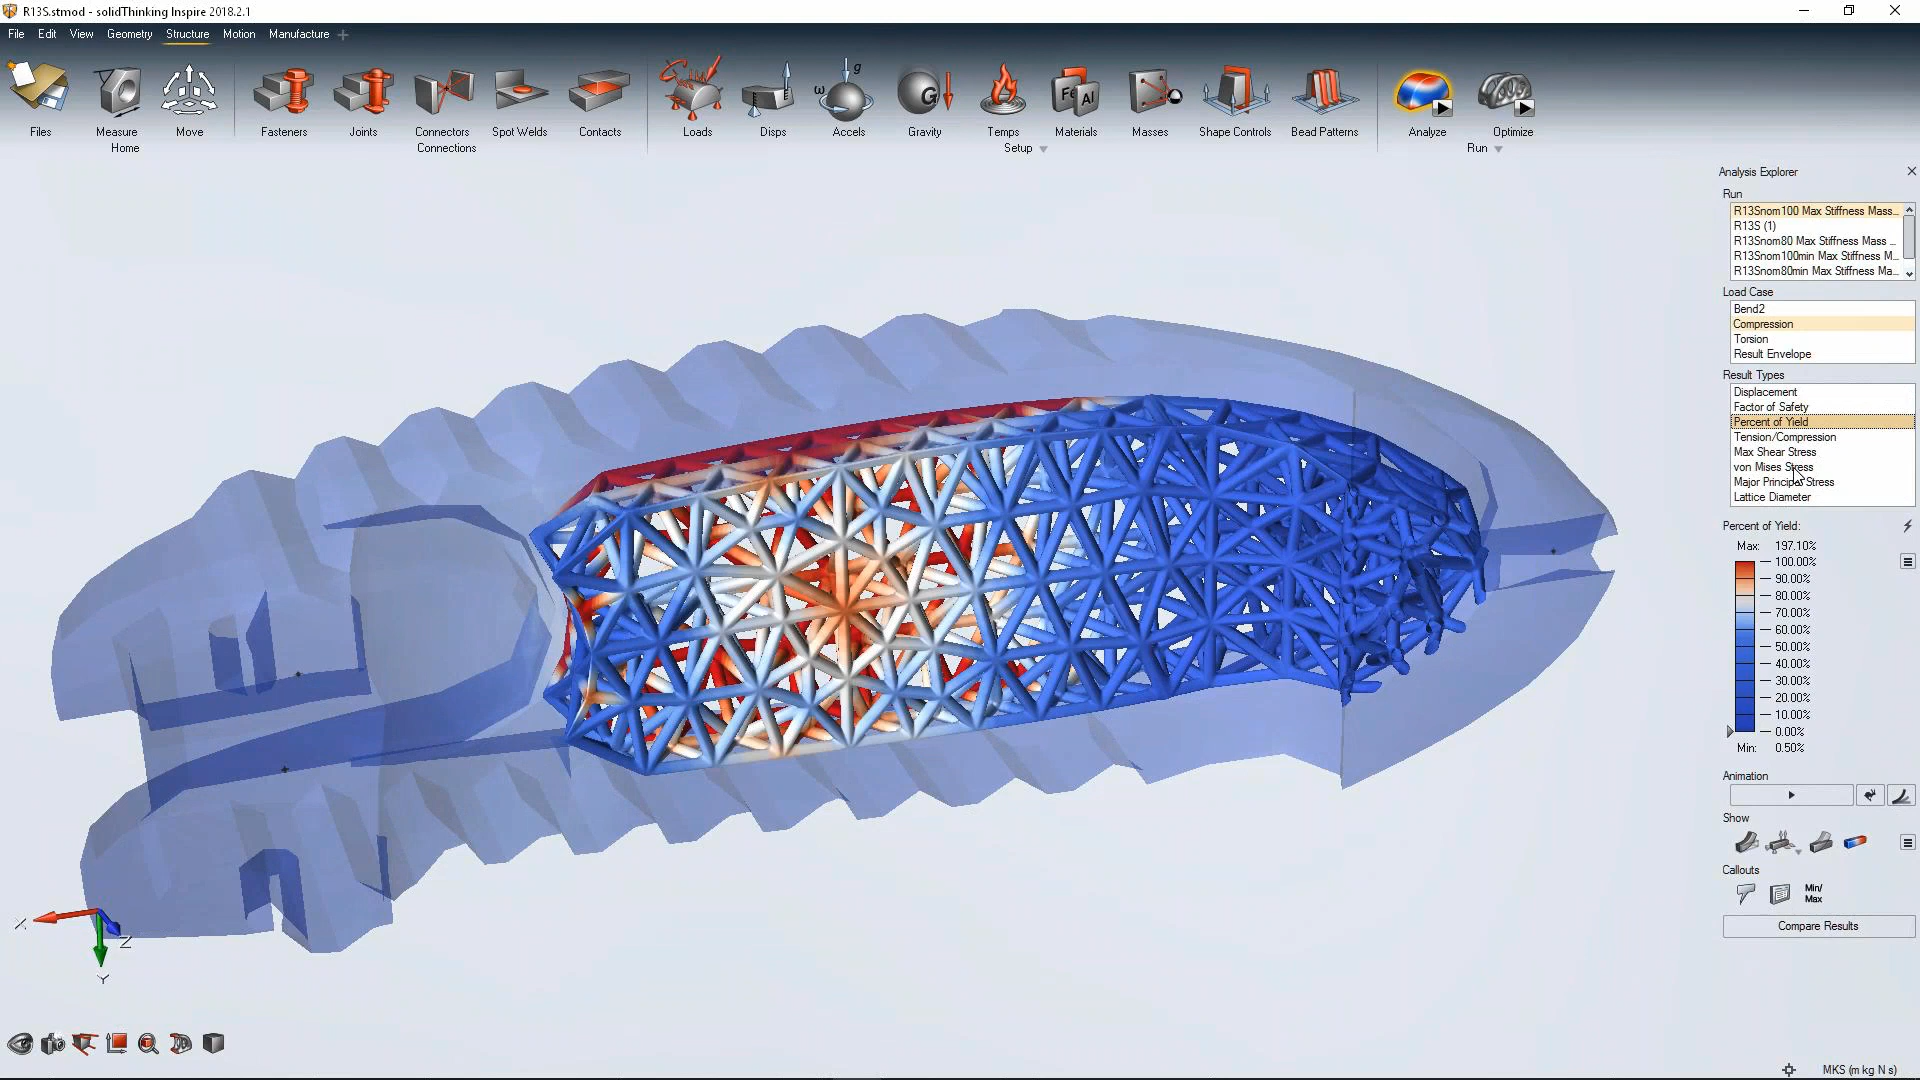 R13S.stmod - solidThinking Inspire 2018.2.1
File Edit View Geometry Structure Motion Manufacture
g
ω
G
Fe
Al
Files Measure Move Fasteners Joints Connectors Spot Welds Contacts Loads Disps Accels Gravity Temps Materials Masses Shape Controls Bead Patterns Analyze Optimize
Home Connections Setup Run
Analysis Explorer
Run
R13Snom100 Max Stiffness Mass...
R13S (1)
R13Snom80 Max Stiffness Mass ...
R13Snom100min Max Stiffness M...
R13Snom80min Max Stiffness Ma...
Load Case
Bend2
Compression
Torsion
Result Envelope
Result Types
Displacement
Factor of Safety
Percent of Yield
Tension/Compression
Max Shear Stress
von Mises Stress
Major Principal Stress
Lattice Diameter
Percent of Yield:
Max: 197.10%
100.00%
90.00%
80.00%
70.00%
60.00%
50.00%
40.00%
30.00%
20.00%
10.00%
0.00%
Min: 0.50%
Animation
Show
Callouts
Min/
Max
Compare Results
X
Z
Y
MKS (m kg N s)